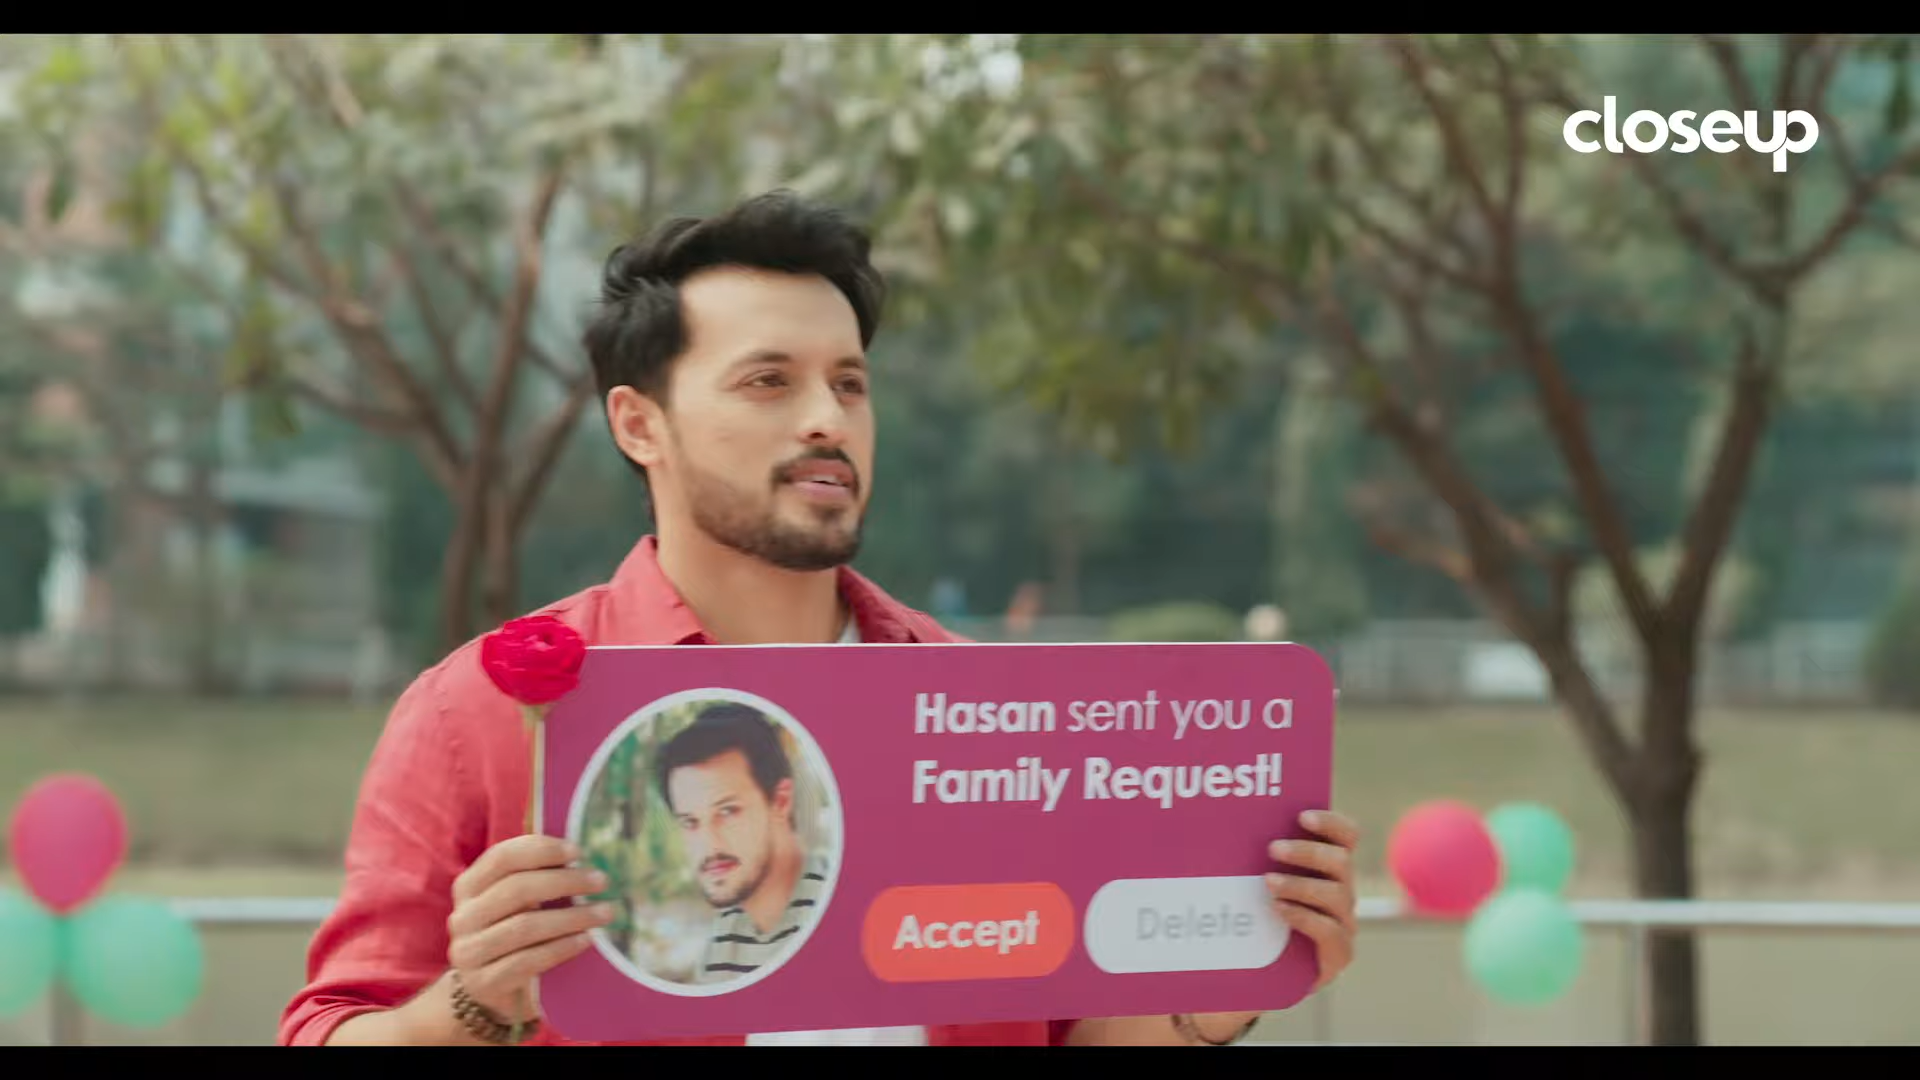 closeup
Hasan sent you a
Family Request!
Accept
Delete